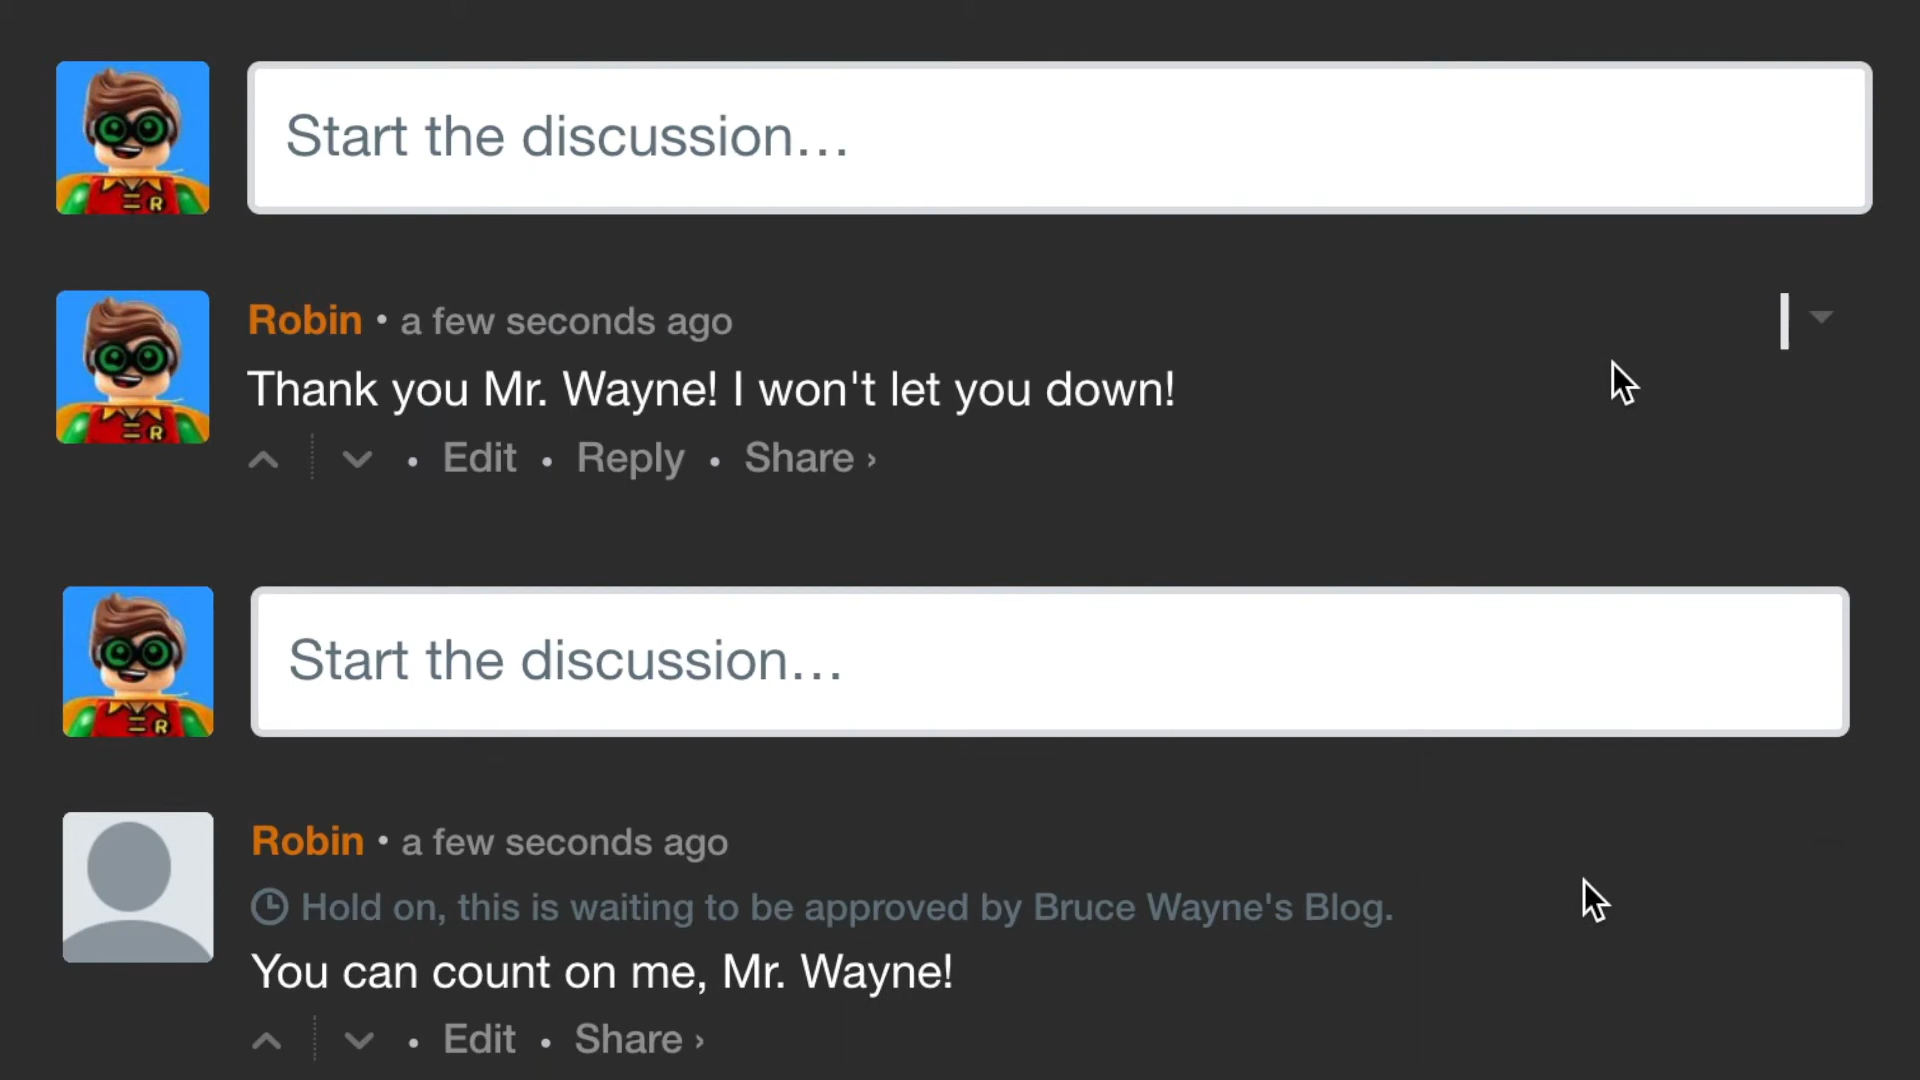 Start the discussion…
Robin • a few seconds ago
Thank you Mr. Wayne! I won't let you down!
• Edit • Reply • Share ›
Start the discussion…
Robin • a few seconds ago
Hold on, this is waiting to be approved by Bruce Wayne's Blog.
You can count on me, Mr. Wayne!
• Edit • Share ›
R
R
R